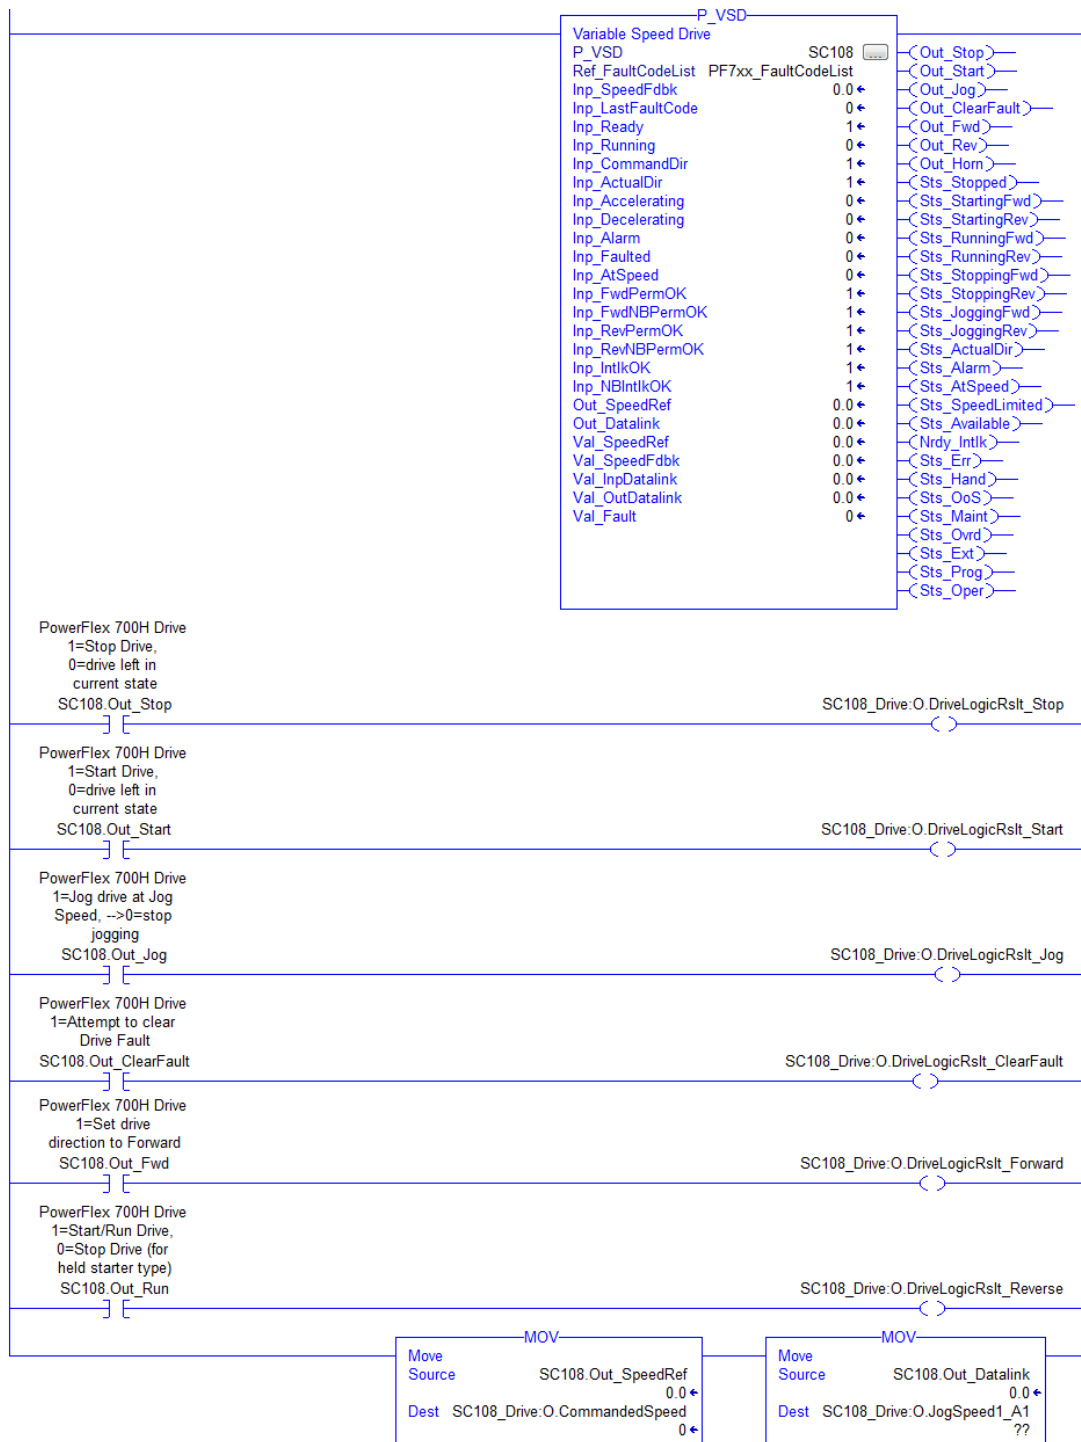 P_VSD
Variable Speed Drive
P_VSD SC108 ... Out_Stop
Ref_FaultCodeList PF7xx_FaultCodeList Out_Start
Inp_SpeedFdbk 0.0 Out_Jog
Inp_LastFaultCode 0 Out_ClearFault
Inp_Ready 1 Out_Fwd
Inp_Running 0 Out_Rev
Inp_CommandDir 1 Out_Horn
Inp_ActualDir 1 Sts_Stopped
Inp_Accelerating 0 Sts_StartingFwd
Inp_Decelerating 0 Sts_StartingRev
Inp_Alarm 0 Sts_RunningFwd
Inp_Faulted 0 Sts_RunningRev
Inp_AtSpeed 0 Sts_StoppingFwd
Inp_FwdPermOK 1 Sts_StoppingRev
Inp_FwdNBPermOK 1 Sts_JoggingFwd
Inp_RevPermOK 1 Sts_JoggingRev
Inp_RevNBPermOK 1 Sts_ActualDir
Inp_IntlkOK 1 Sts_Alarm
Inp_NBIntlkOK 1 Sts_AtSpeed
Out_SpeedRef 0.0 Sts_SpeedLimited
Out_Datalink 0.0 Sts_Available
Val_SpeedRef 0.0 Nrdy_Intlk
Val_SpeedFdbk 0.0 Sts_Err
Val_InpDatalink 0.0 Sts_Hand
Val_OutDatalink 0.0 Sts_OoS
Val_Fault 0 Sts_Maint
Sts_Ovrd
Sts_Ext
Sts_Prog
Sts_Oper
PowerFlex 700H Drive
1=Stop Drive,
0=drive left in
current state
SC108.Out_Stop SC108_Drive:O.DriveLogicRslt_Stop
PowerFlex 700H Drive
1=Start Drive,
0=drive left in
current state
SC108.Out_Start SC108_Drive:O.DriveLogicRslt_Start
PowerFlex 700H Drive
1=Jog drive at Jog
Speed, -->0=stop
jogging
SC108.Out_Jog SC108_Drive:O.DriveLogicRslt_Jog
PowerFlex 700H Drive
1=Attempt to clear
Drive Fault
SC108.Out_ClearFault SC108_Drive:O.DriveLogicRslt_ClearFault
PowerFlex 700H Drive
1=Set drive
direction to Forward
SC108.Out_Fwd SC108_Drive:O.DriveLogicRslt_Forward
PowerFlex 700H Drive
1=Start/Run Drive,
0=Stop Drive (for
held starter type)
SC108.Out_Run SC108_Drive:O.DriveLogicRslt_Reverse
MOV
Move
Source SC108.Out_SpeedRef
0.0
Dest SC108_Drive:O.CommandedSpeed
0
MOV
Move
Source SC108.Out_Datalink
0.0
Dest SC108_Drive:O.JogSpeed1_A1
??